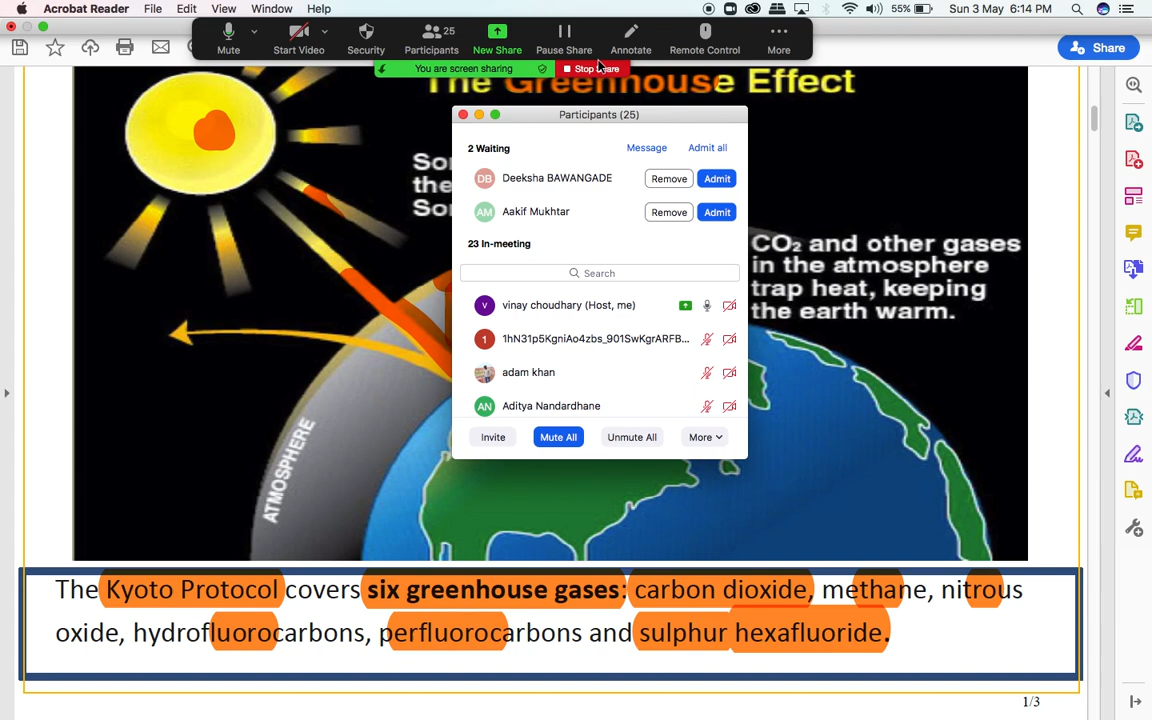 Acrobat Reader File Edit View Window Help
55% Sun 3 May 6:14 PM
25
Mute Start Video Security Participants New Share Pause Share Annotate Remote Control More
You are screen sharing Stop Share
Share
The Greenhouse Effect
Participants (25)
2 Waiting Message Admit all
DB Deeksha BAWANGADE Remove Admit
AM Aakif Mukhtar Remove Admit
23 In-meeting
Search
v vinay choudhary (Host, me)
1 1hN31p5KgniAo4zbs_901SwKgrARFB...
adam khan
AN Aditya Nandardhane
Invite Mute All Unmute All More
So
the
So
CO₂ and other gases
in the atmosphere
trap heat, keeping
the earth warm.
ATMOSPHERE
The Kyoto Protocol covers six greenhouse gases: carbon dioxide, methane, nitrous
oxide, hydrofluorocarbons, perfluorocarbons and sulphur hexafluoride.
1/3